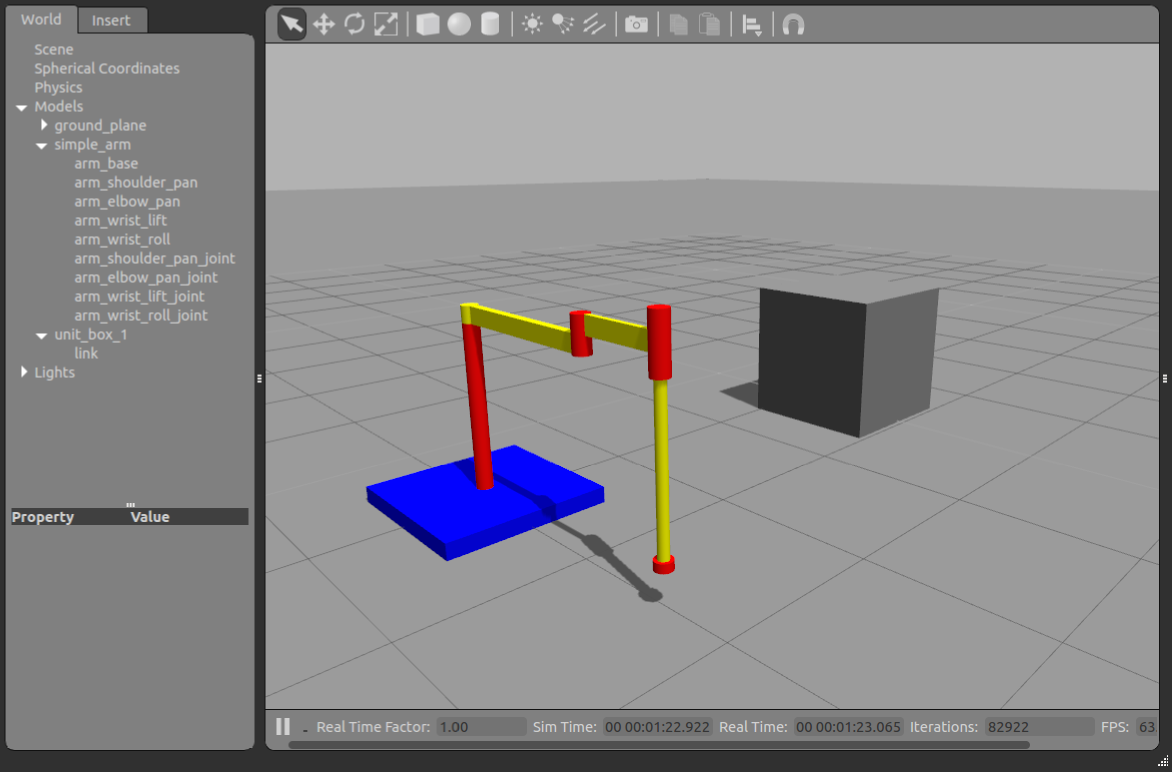 World Insert
Scene
Spherical Coordinates
Physics
Models
ground_plane
simple_arm
arm_base
arm_shoulder_pan
arm_elbow_pan
arm_wrist_lift
arm_wrist_roll
arm_shoulder_pan_joint
arm_elbow_pan_joint
arm_wrist_lift_joint
arm_wrist_roll_joint
unit_box_1
link
Lights
Property Value
Real Time Factor: 1.00 Sim Time: 00 00:01:22.922 Real Time: 00 00:01:23.065 Iterations: 82922 FPS: 63